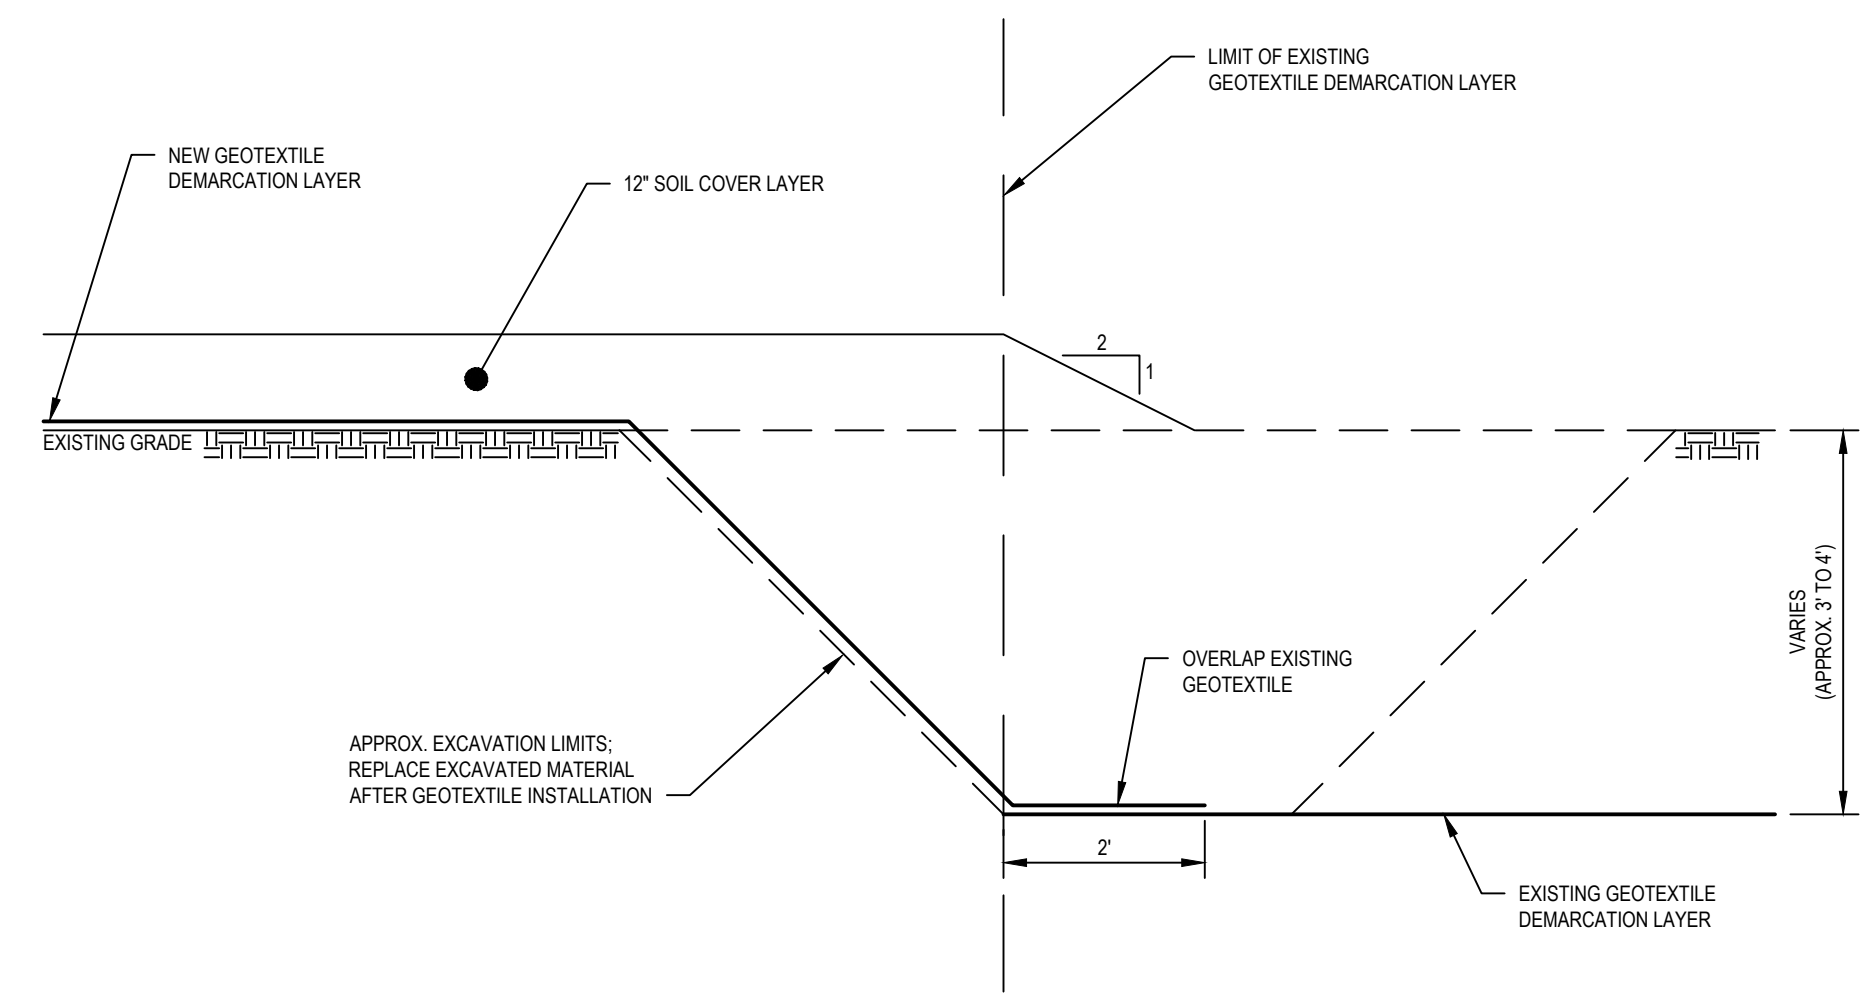 LIMIT OF EXISTING
GEOTEXTILE DEMARCATION LAYER
NEW GEOTEXTILE
DEMARCATION LAYER
12" SOIL COVER LAYER
2
1
EXISTING GRADE
VARIES
(APPROX. 3' TO 4')
OVERLAP EXISTING
GEOTEXTILE
APPROX. EXCAVATION LIMITS;
REPLACE EXCAVATED MATERIAL
AFTER GEOTEXTILE INSTALLATION
2'
EXISTING GEOTEXTILE
DEMARCATION LAYER